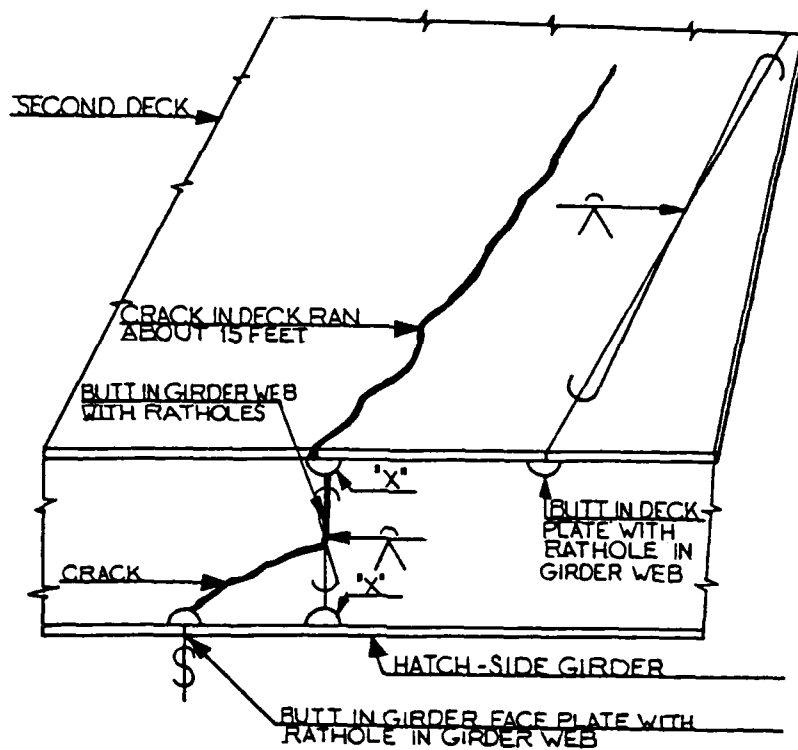 SECOND DECK
CRACK IN DECK RAN
ABOUT 15 FEET
BUTT IN GIRDER WEB
WITH RATHOLES
"X"
BUTT IN DECK
PLATE WITH
RATHOLE IN
GIRDER WEB
CRACK
"X"
HATCH-SIDE GIRDER
BUTT IN GIRDER FACE PLATE WITH
RATHOLE IN GIRDER WEB